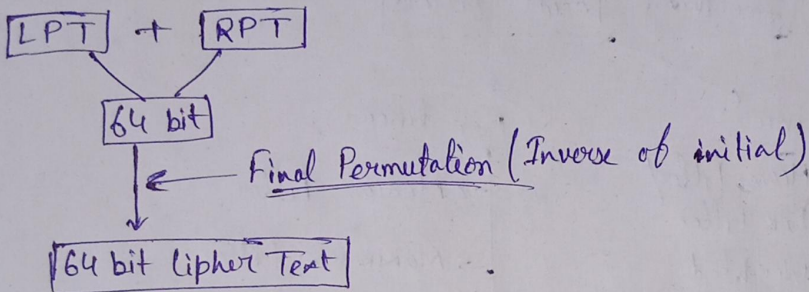 LPT + RPT
64 bit
Final Permutation (Inverse of initial)
64 bit Cipher Text